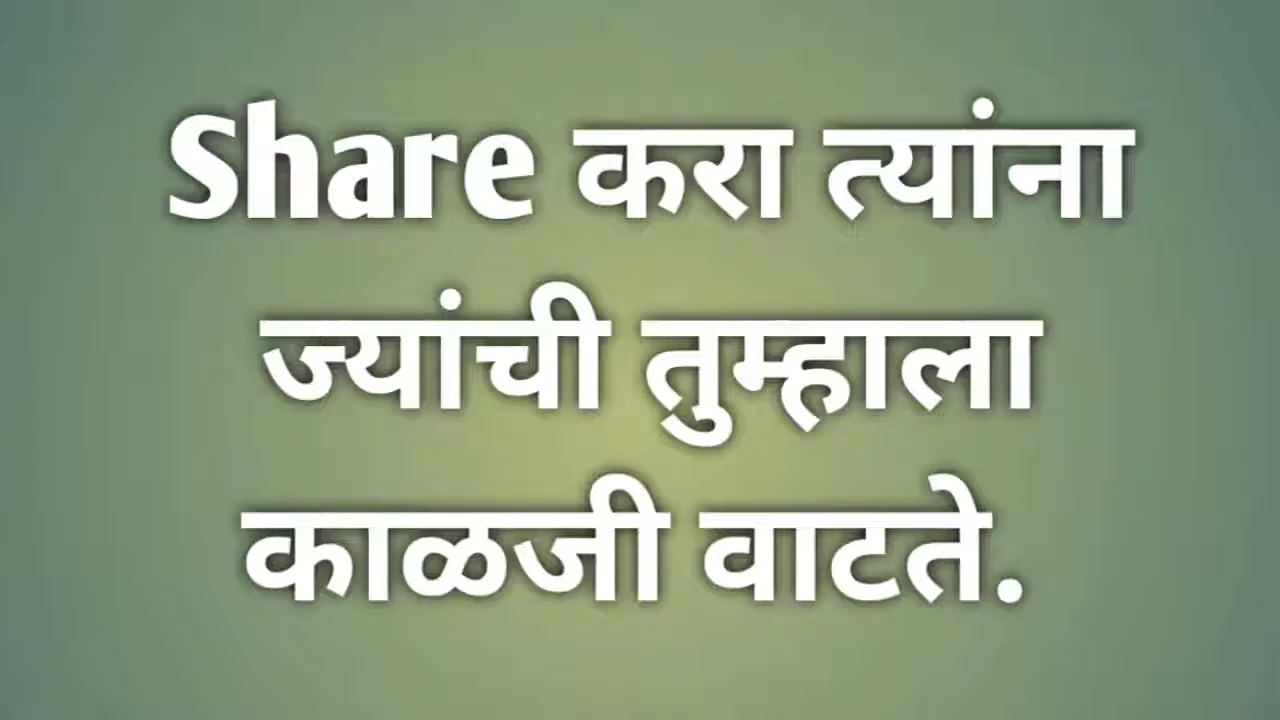 Share करा त्यांना
ज्यांची तुम्हाला
काळजी वाटते.